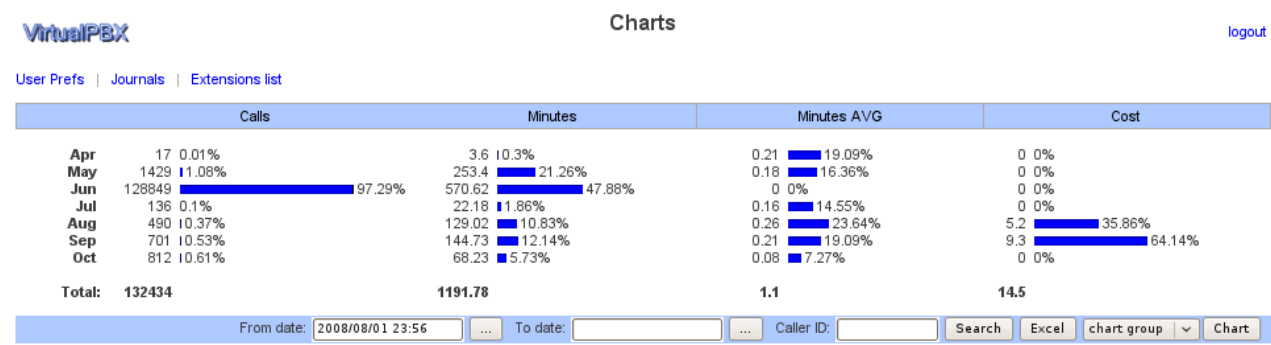 VirtualPBX
Charts
logout
User Prefs | Journals | Extensions list
Calls Minutes Minutes AVG Cost
Apr 17 0.01% 3.6 0.3% 0.21 19.09% 0 0%
May 1429 1.08% 253.4 21.26% 0.18 16.36% 0 0%
Jun 128849 97.29% 570.62 47.88% 0 0% 0 0%
Jul 136 0.1% 22.18 1.86% 0.16 14.55% 0 0%
Aug 490 0.37% 129.02 10.83% 0.26 23.64% 5.2 35.86%
Sep 701 0.53% 144.73 12.14% 0.21 19.09% 9.3 64.14%
Oct 812 0.61% 68.23 5.73% 0.08 7.27% 0 0%
Total: 132434 1191.78 1.1 14.5
From date: 2008/08/01 23:56 ... To date: ... Caller ID: Search Excel chart group Chart